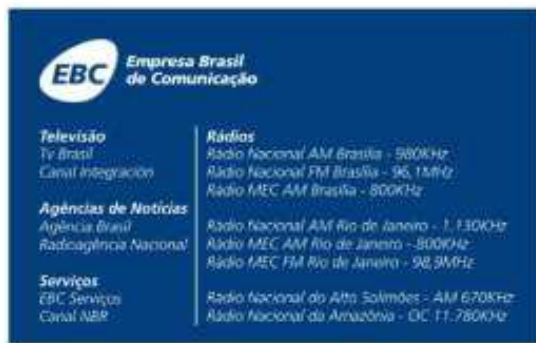 EBC
Empresa Brasil
de Comunicação
Televisão
Tv Brasil
Canal Integración
Agências de Notícias
Agência Brasil
Radioagência Nacional
Serviços
EBC Serviços
Canal NBR
Rádios
Rádio Nacional AM Brasília - 980KHz
Rádio Nacional FM Brasília - 96,1MHz
Rádio MEC AM Brasília - 800KHz
Rádio Nacional AM Rio de Janeiro - 1.130KHz
Rádio MEC AM Rio de Janeiro - 800KHz
Rádio MEC FM Rio de Janeiro - 98,9MHz
Rádio Nacional do Alto Solimões - AM 670KHz
Rádio Nacional da Amazônia - OC 11.780KHz